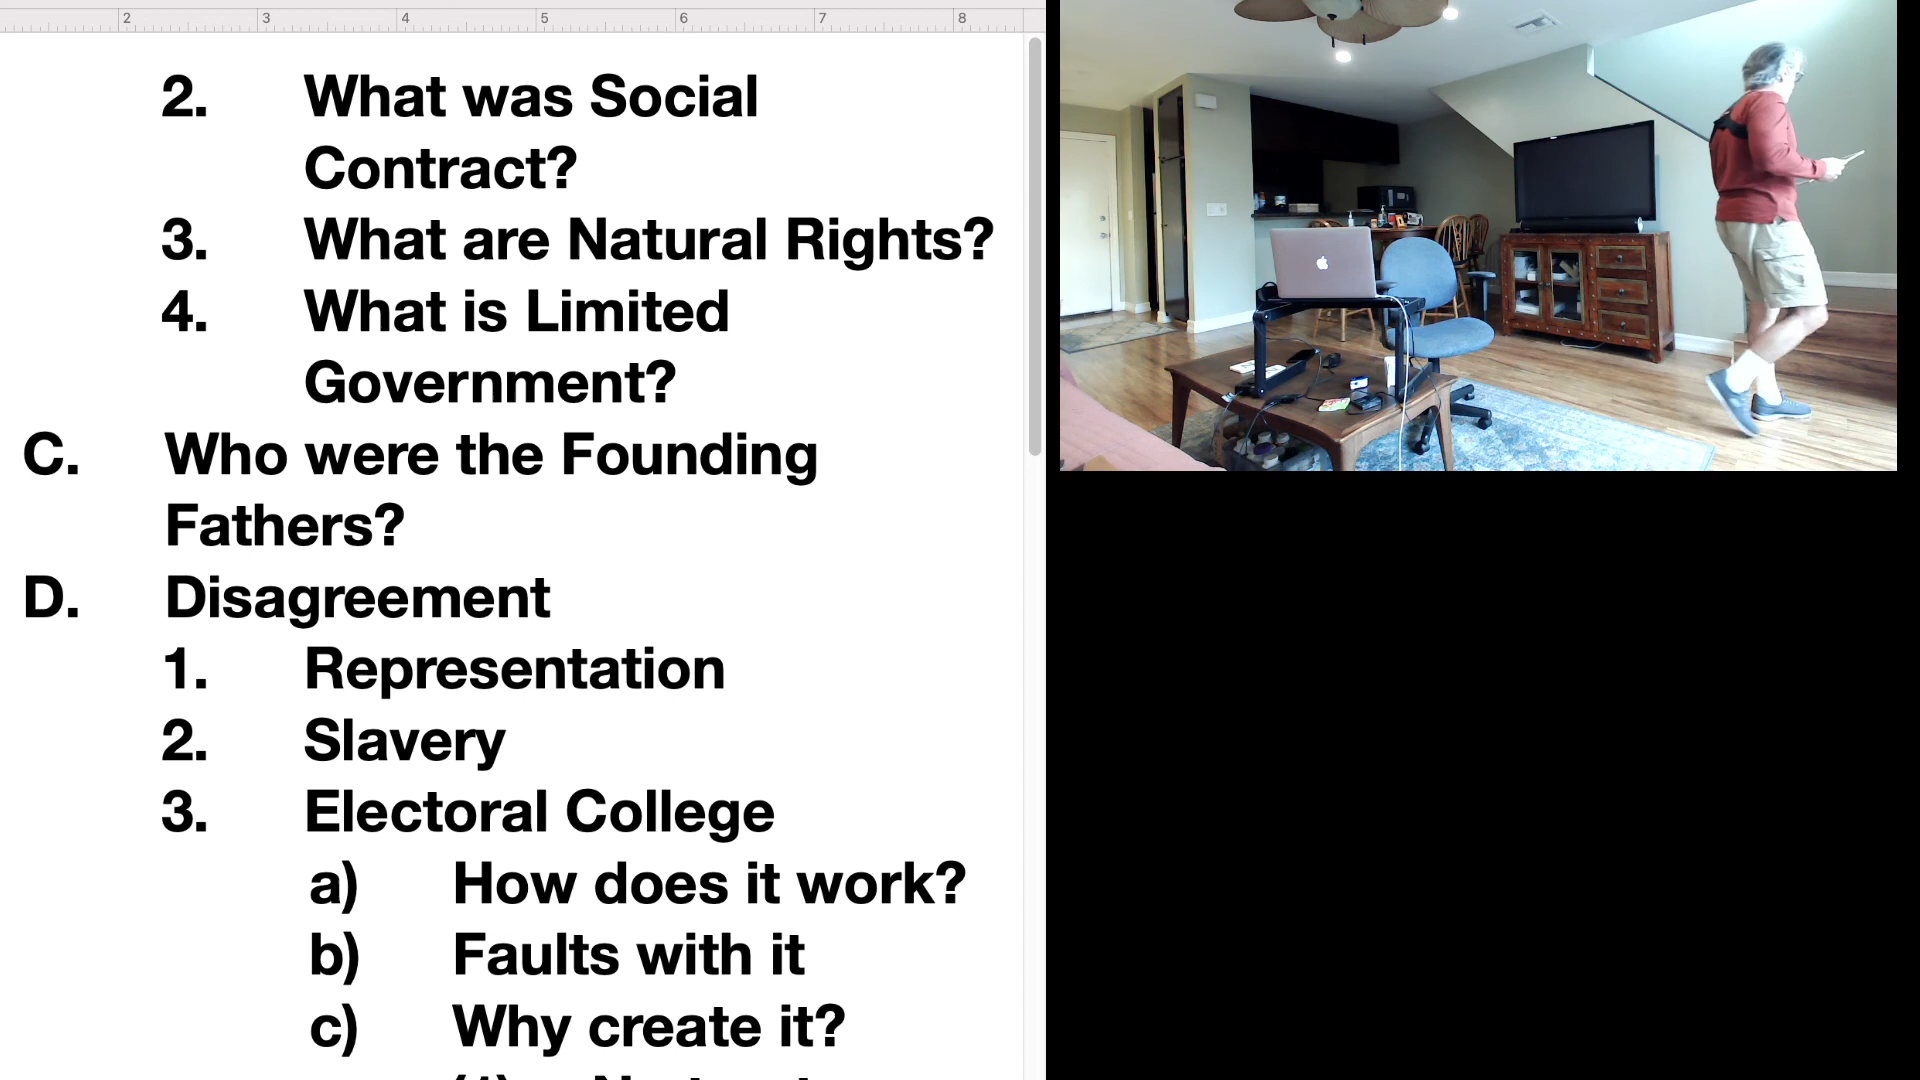 2 3 4 5 6 7 8
2. What was Social
Contract?
3. What are Natural Rights?
4. What is Limited
Government?
C. Who were the Founding
Fathers?
D. Disagreement
1. Representation
2. Slavery
3. Electoral College
a) How does it work?
b) Faults with it
c) Why create it?